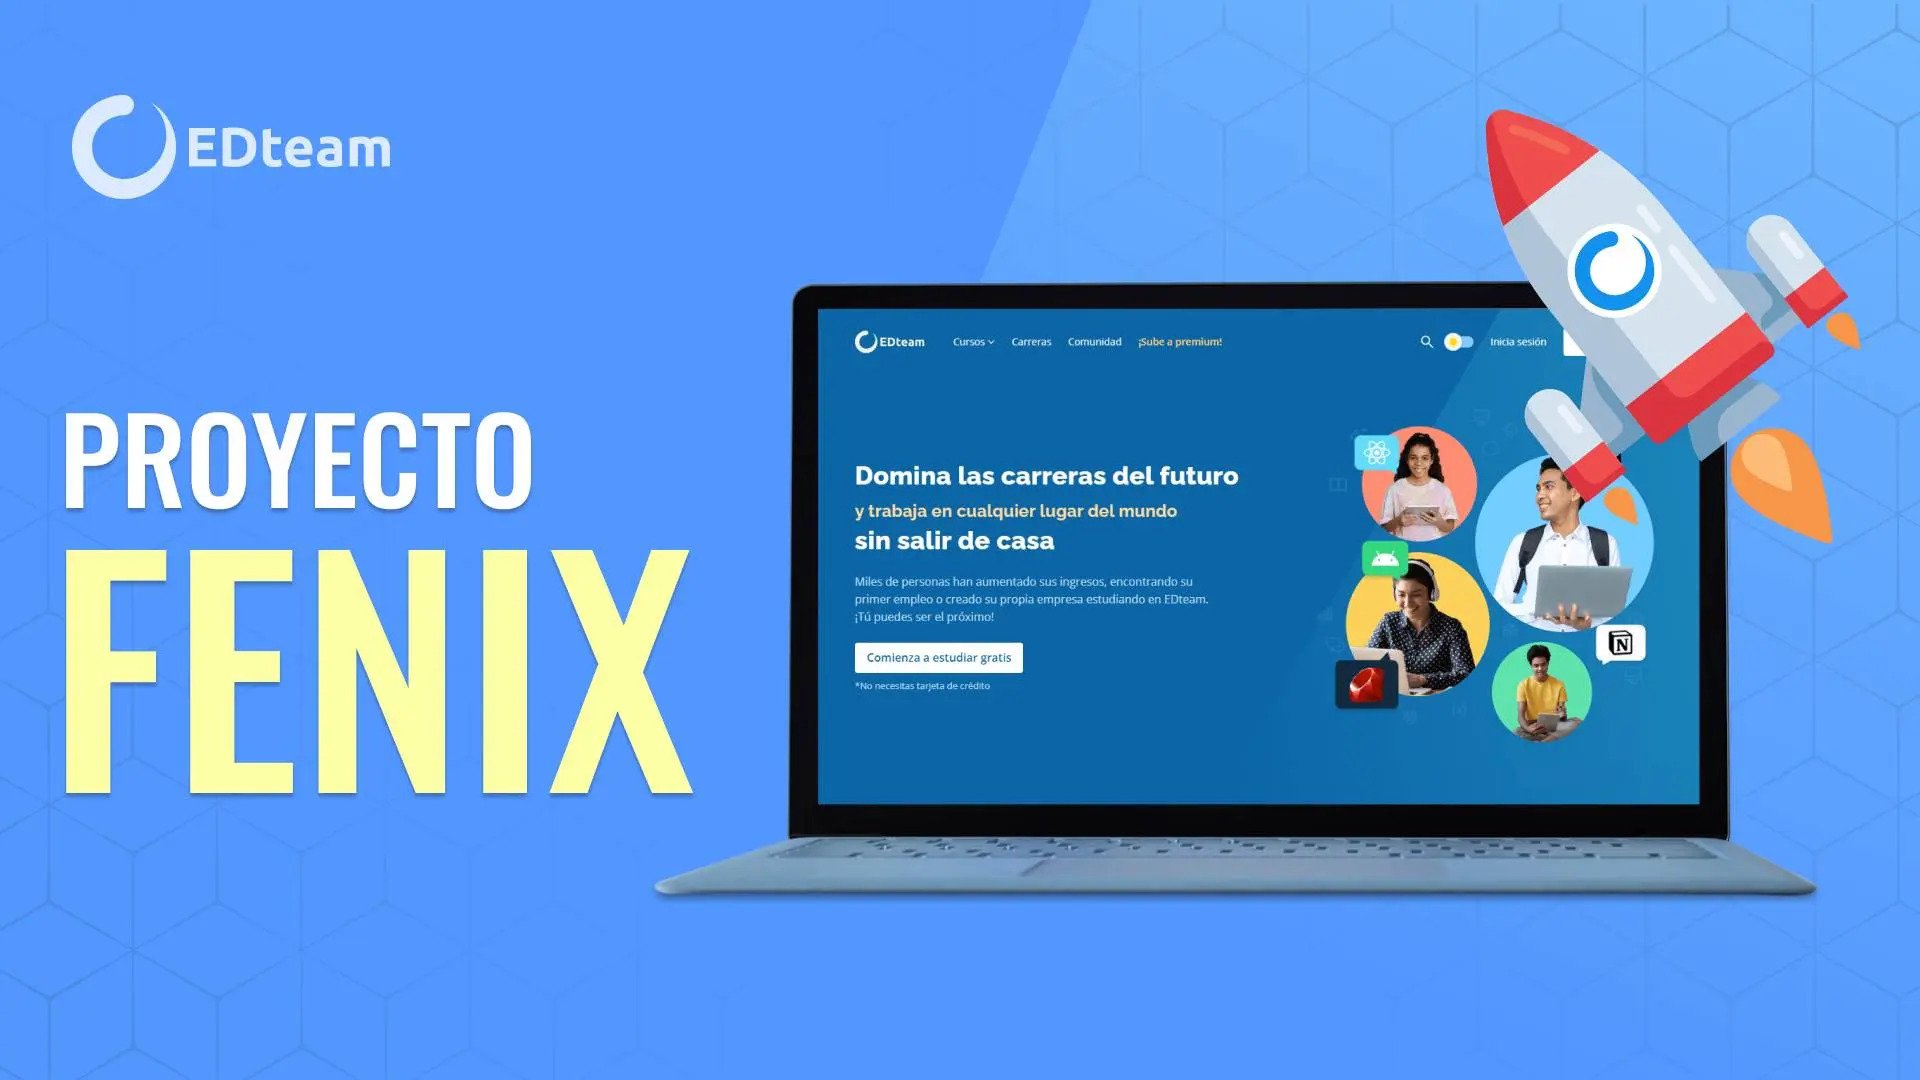 EDteam
PROYECTO
FENIX
EDteam Cursos Carreras Comunidad ¡Sube a premium! Inicia sesión
Domina las carreras del futuro
y trabaja en cualquier lugar del mundo
sin salir de casa
Miles de personas han aumentado sus ingresos, encontrando su
primer empleo o creado su propia empresa estudiando en EDteam.
¡Tú puedes ser el próximo!
Comienza a estudiar gratis
*No necesitas tarjeta de crédito
N